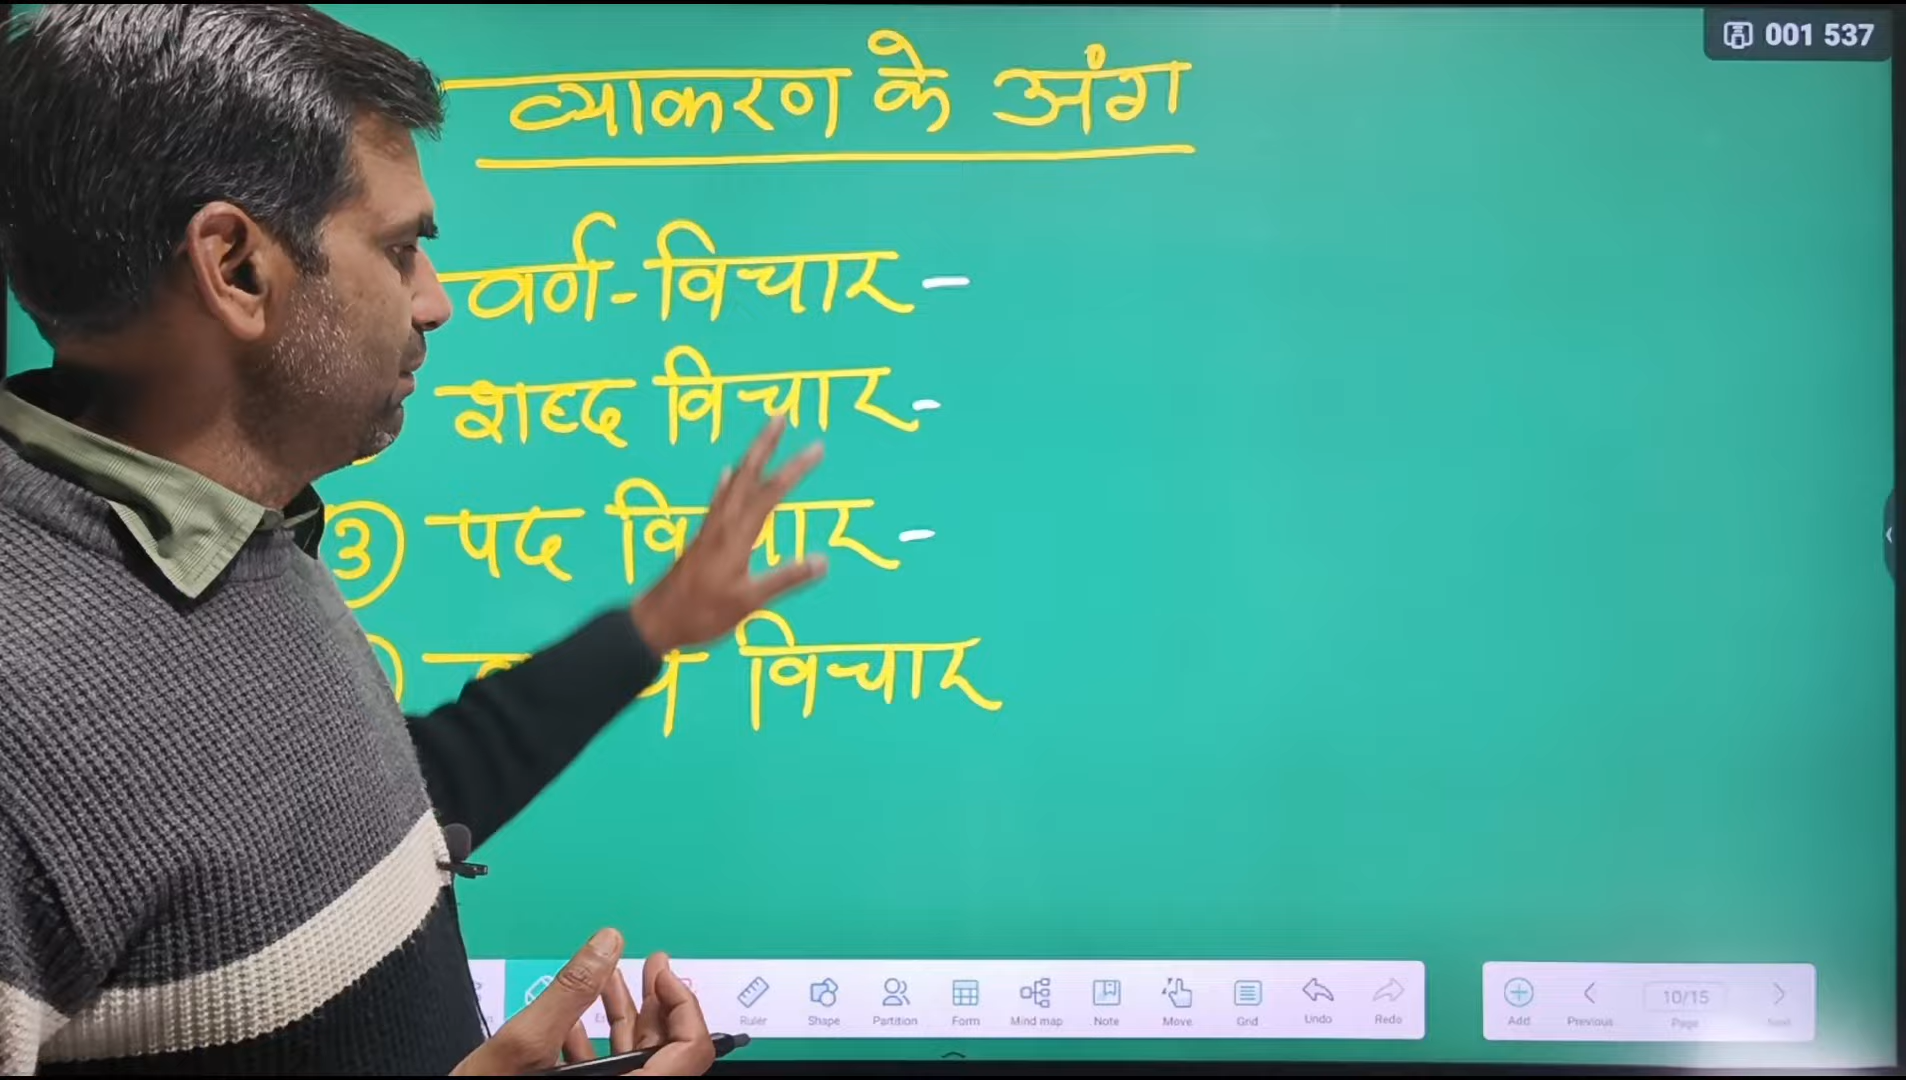 001 537
व्याकरण के अंग
वर्ण-विचार -
शब्द विचार -
③ पद विचार -
विचार
Ruler Shape Partition Form Mind map Note Move Grid Undo Redo
Add Previous 10/15 Page Next